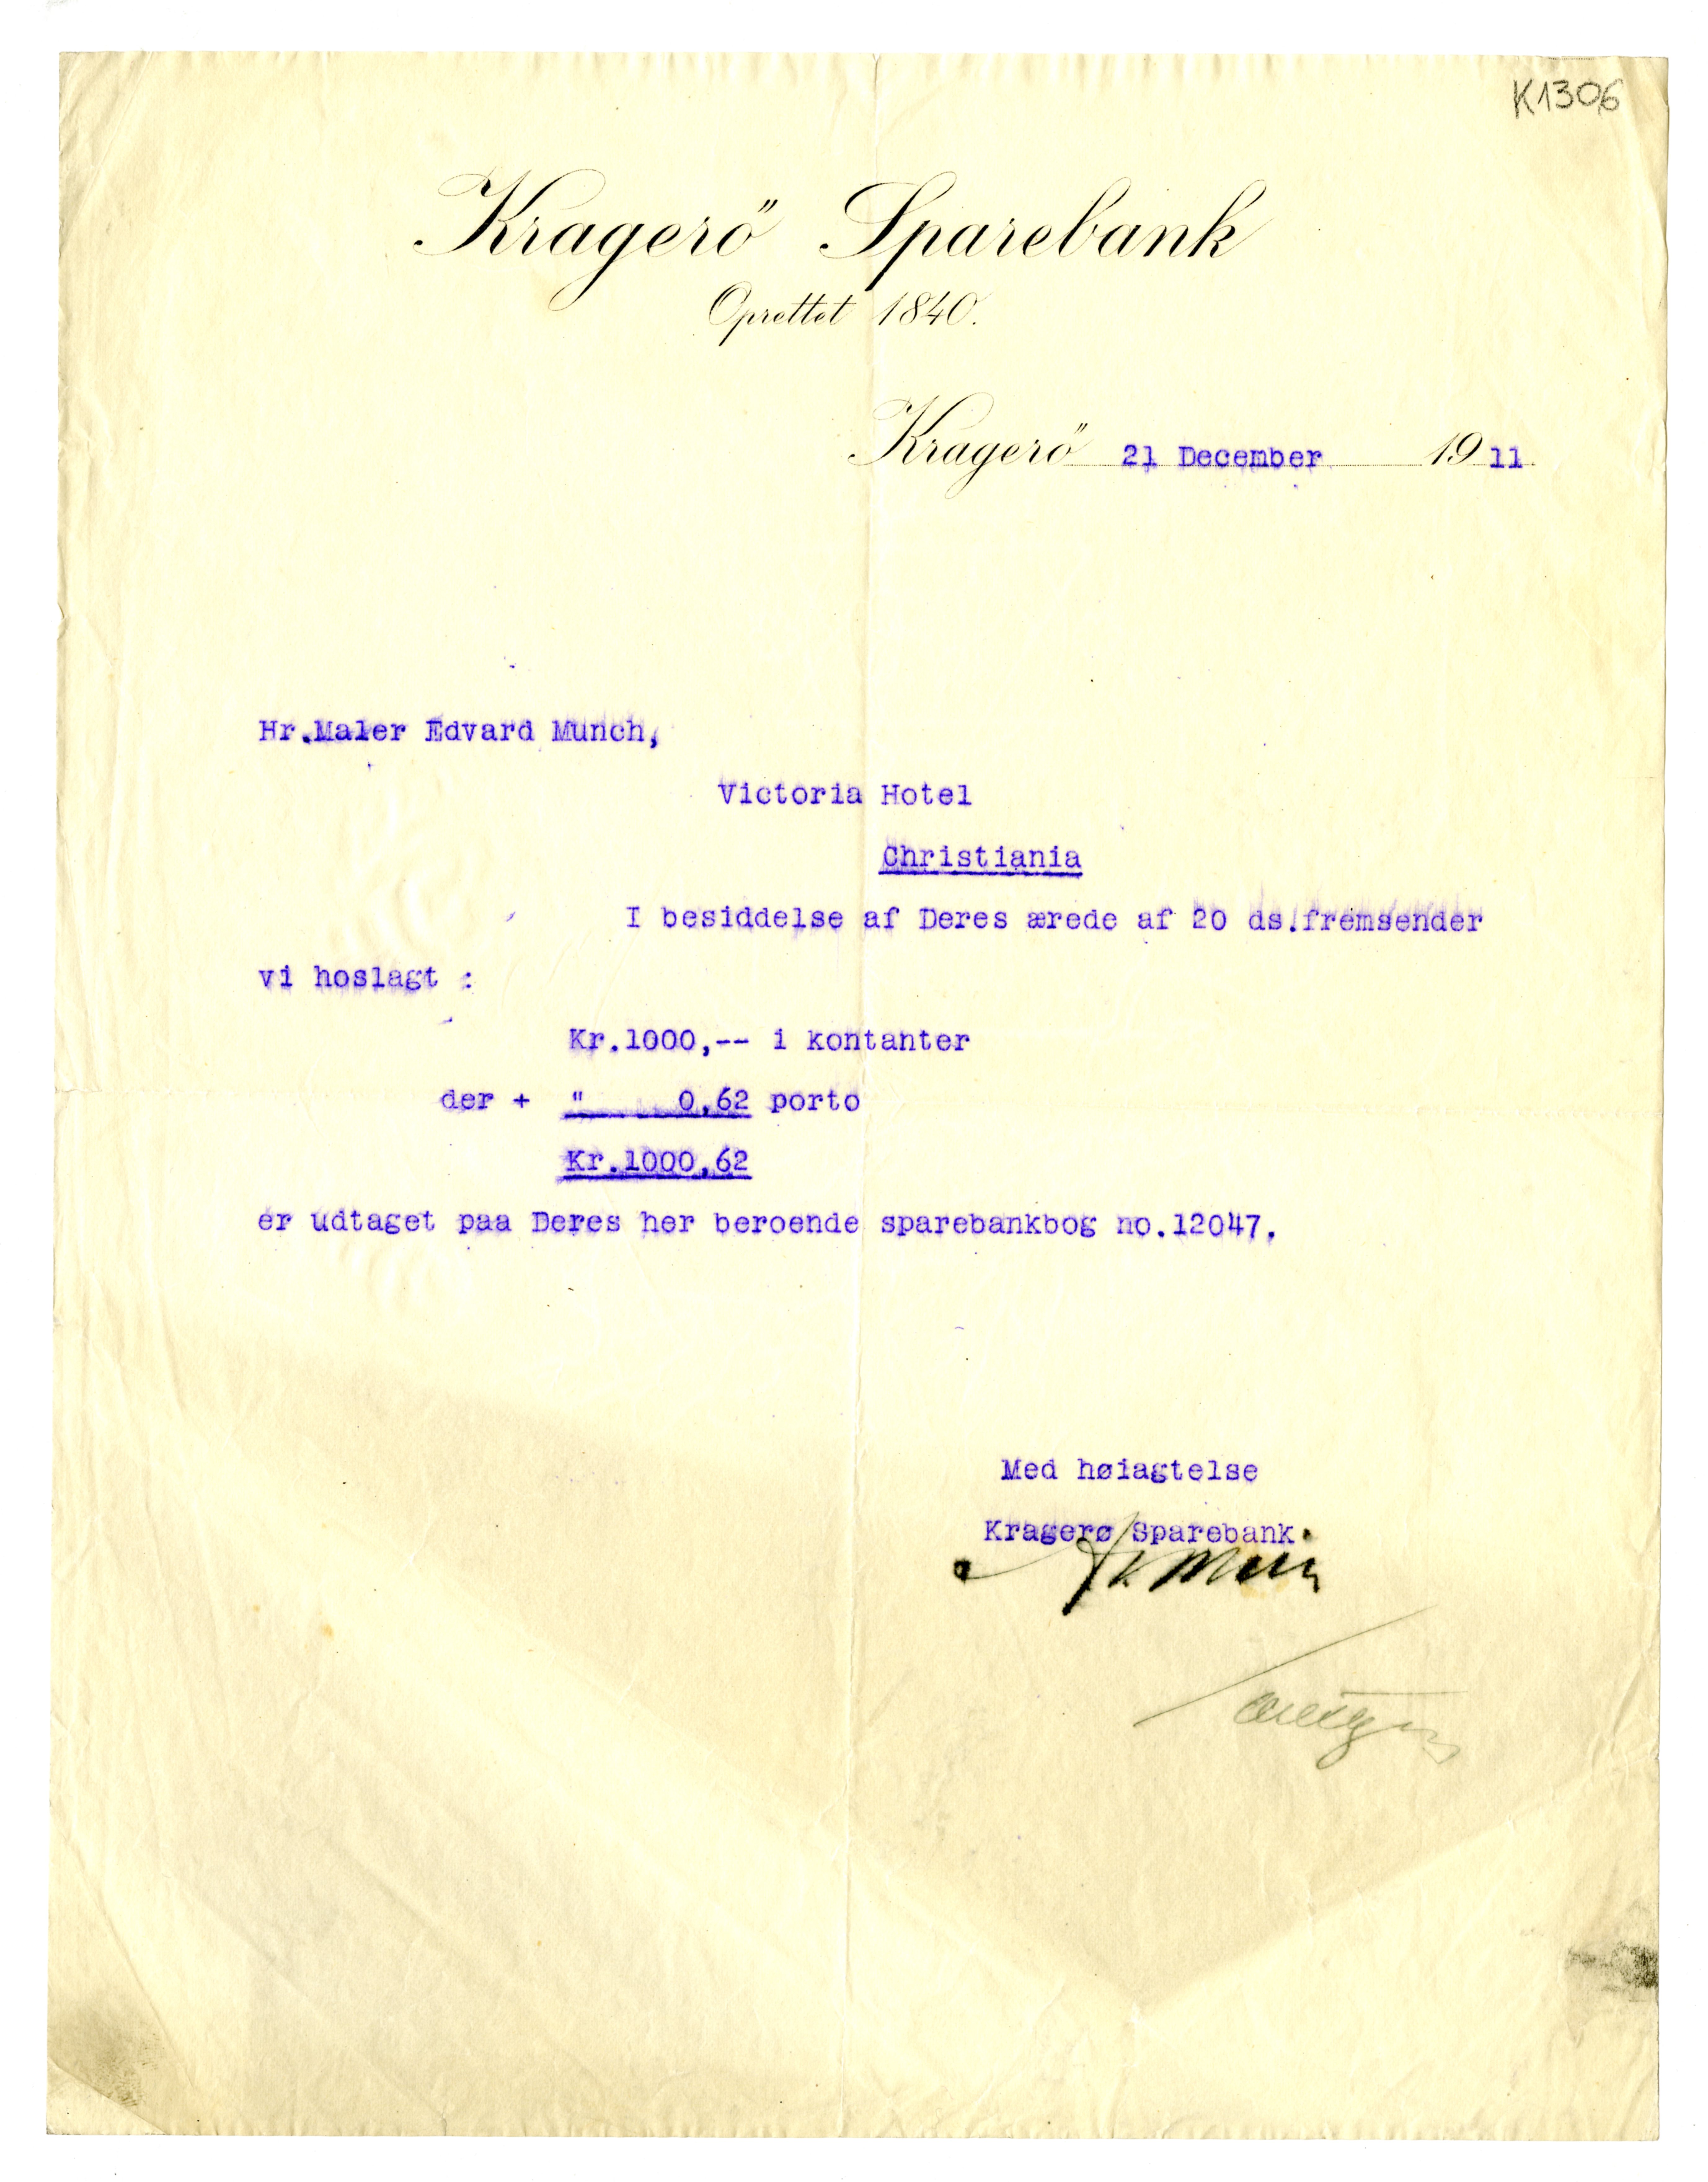 K1306
Kragerö Sparebank
Oprettet 1840.
Kragerö 21 December 1911
Hr.Maler Edvard Munch,
Victoria Hotel
Christiania
I besiddelse af Deres ærede af 20 ds.fremsender
vi hoslagt :
Kr.1000,-- i kontanter
der + " 0,62 porto
Kr.1000,62
er udtaget paa Deres her beroende sparebankbog no.12047.
Med høiagtelse
Kragerø Sparebank